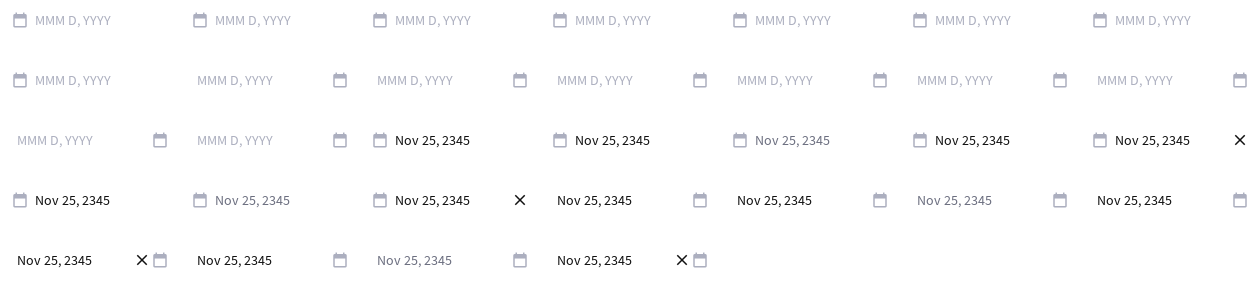 MMM D, YYYY MMM D, YYYY MMM D, YYYY MMM D, YYYY MMM D, YYYY MMM D, YYYY MMM D, YYYY
MMM D, YYYY MMM D, YYYY MMM D, YYYY MMM D, YYYY MMM D, YYYY MMM D, YYYY MMM D, YYYY
MMM D, YYYY MMM D, YYYY Nov 25, 2345 Nov 25, 2345 Nov 25, 2345 Nov 25, 2345 Nov 25, 2345
Nov 25, 2345 Nov 25, 2345 Nov 25, 2345 Nov 25, 2345 Nov 25, 2345 Nov 25, 2345 Nov 25, 2345
Nov 25, 2345 Nov 25, 2345 Nov 25, 2345 Nov 25, 2345